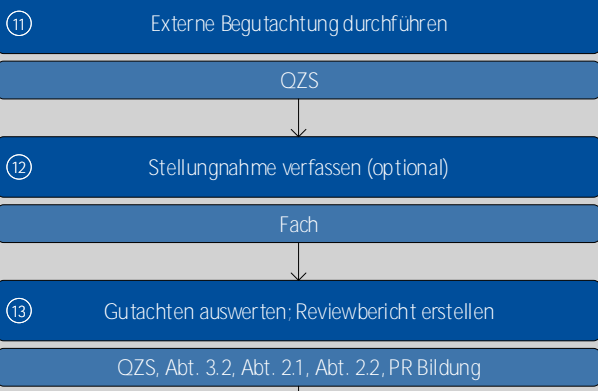 11 Externe Begutachtung durchführen
QZS
12 Stellungnahme verfassen (optional)
Fach
13 Gutachten auswerten; Reviewbericht erstellen
QZS, Abt. 3.2, Abt. 2.1, Abt. 2.2, PR Bildung